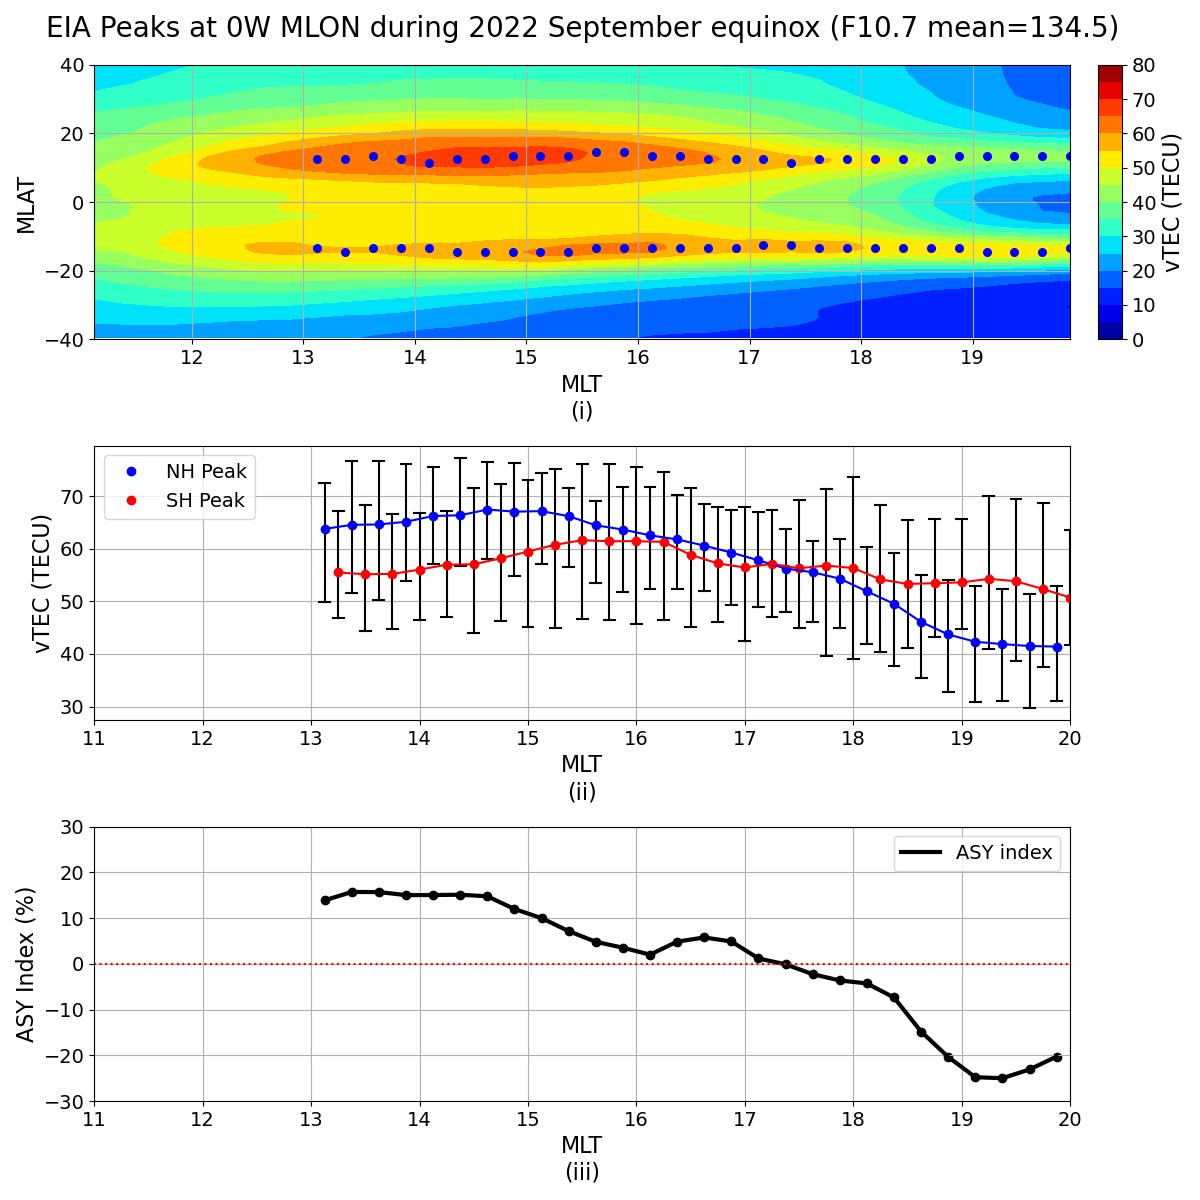 EIA Peaks at 0W MLON during 2022 September equinox (F10.7 mean=134.5)
40
20
0
−20
−40
MLAT
12 13 14 15 16 17 18 19
MLT
(i)
80
70
60
50
40
30
20
10
0
vTEC (TECU)
NH Peak
SH Peak
70
60
50
40
30
vTEC (TECU)
11 12 13 14 15 16 17 18 19 20
MLT
(ii)
ASY index
30
20
10
0
−10
−20
−30
ASY Index (%)
11 12 13 14 15 16 17 18 19 20
MLT
(iii)